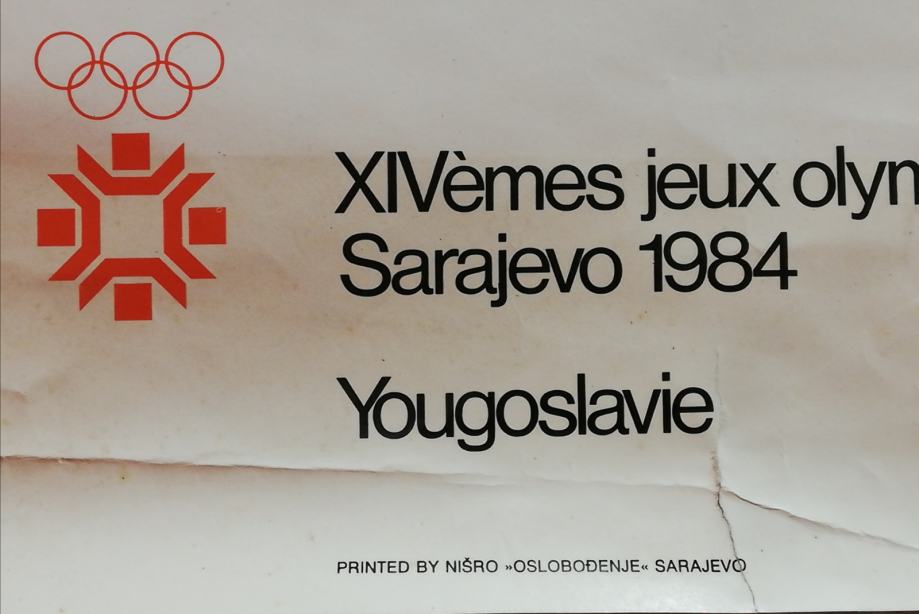 XIVèmes jeux olym
Sarajevo 1984
Yougoslavie
PRINTED BY NIŠRO »OSLOBOĐENJE« SARAJEVO